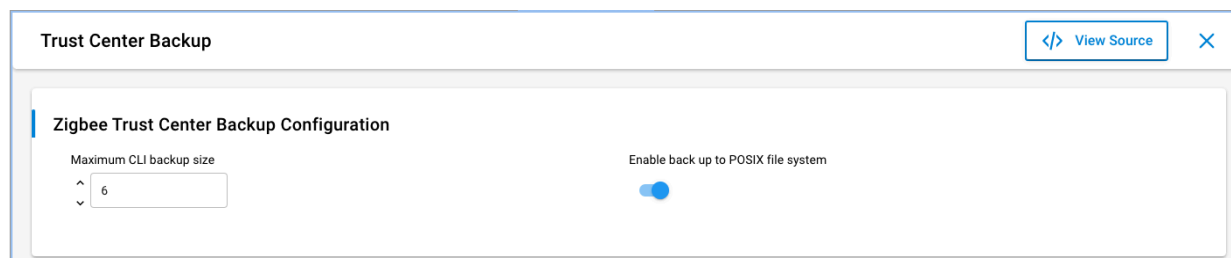 Trust Center Backup
</> View Source
Zigbee Trust Center Backup Configuration
Maximum CLI backup size
Enable back up to POSIX file system
6